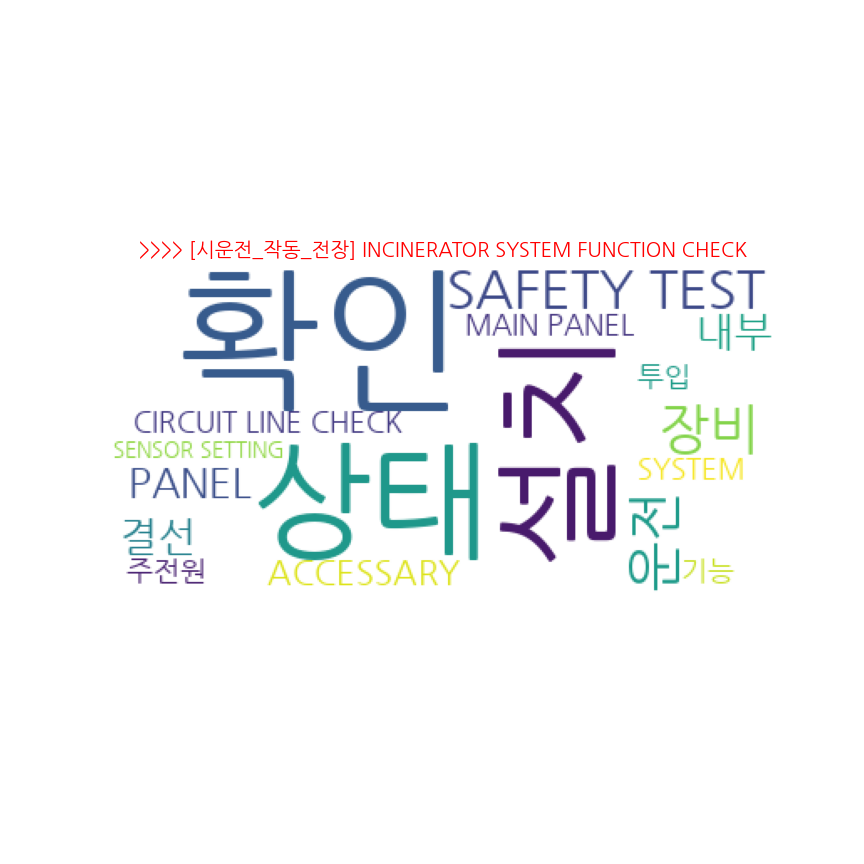 >>>> [시운전_작동_전장] INCINERATOR SYSTEM FUNCTION CHECK
확인
SAFETY TEST
MAIN PANEL
내부
설치
투입
CIRCUIT LINE CHECK
장비
SENSOR SETTING
상태
SYSTEM
PANEL
운전
결선
주전원
ACCESSARY
기능